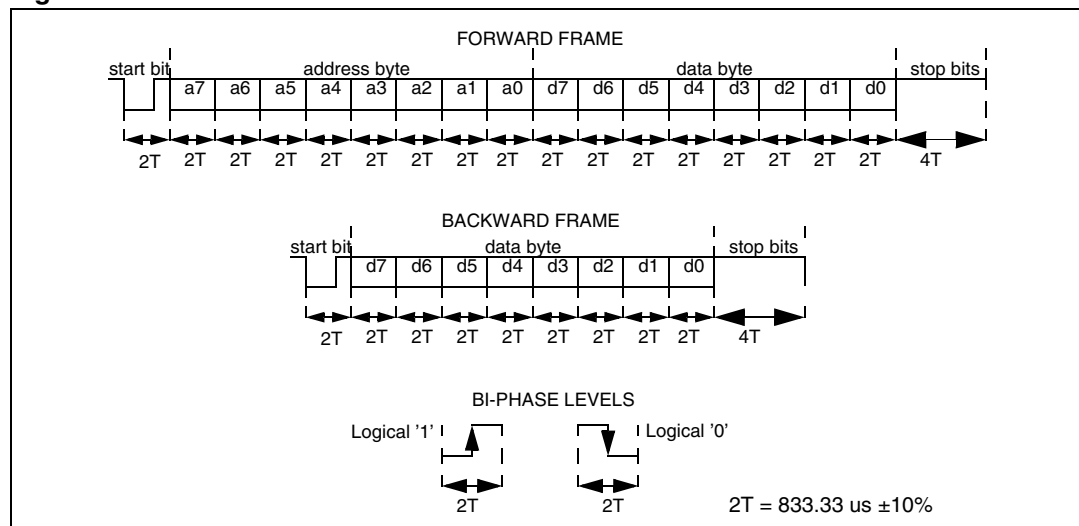 FORWARD FRAME
start bit address byte data byte stop bits
a7 a6 a5 a4 a3 a2 a1 a0 d7 d6 d5 d4 d3 d2 d1 d0
2T 2T 2T 2T 2T 2T 2T 2T 2T 2T 2T 2T 2T 2T 2T 2T 2T 4T
BACKWARD FRAME
start bit data byte stop bits
d7 d6 d5 d4 d3 d2 d1 d0
2T 2T 2T 2T 2T 2T 2T 2T 2T 4T
BI-PHASE LEVELS
Logical '1' Logical '0'
2T 2T
2T = 833.33 us ±10%